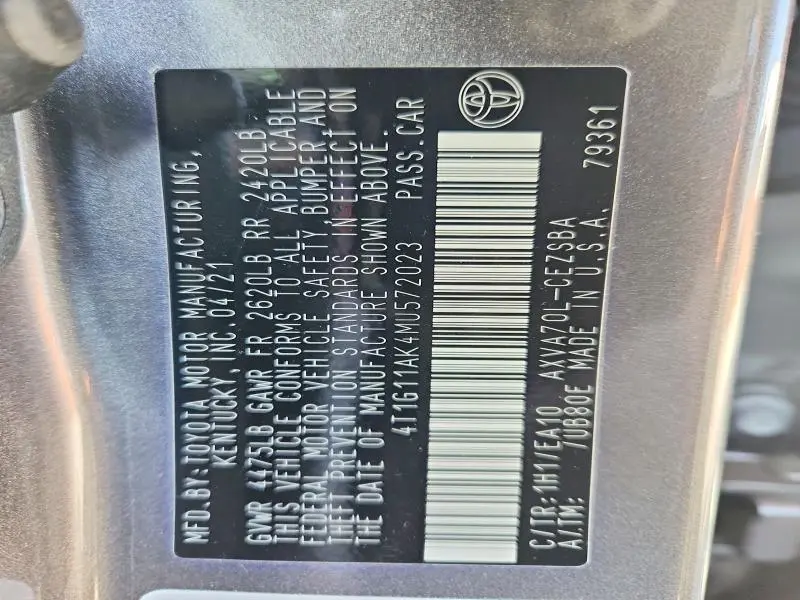 MFD.BY: TOYOTA MOTOR MANUFACTURING,
KENTUCKY, INC.04/21
GVWR 4475LB GAWR FR 2620LB RR 2420LB
THIS VEHICLE CONFORMS TO ALL APPLICABLE
FEDERAL MOTOR VEHICLE SAFETY,BUMPER AND
THEFT PREVENTION STANDARDS IN EFFECT ON
THE DATE OF MANUFACTURE SHOWN ABOVE.
4T1G11AK4MU572023 PASS.CAR
C/TR:1H1/EA10 AXVA70L-CEZSBA
A/TM: /UB80E MADE IN U.S.A. 79361